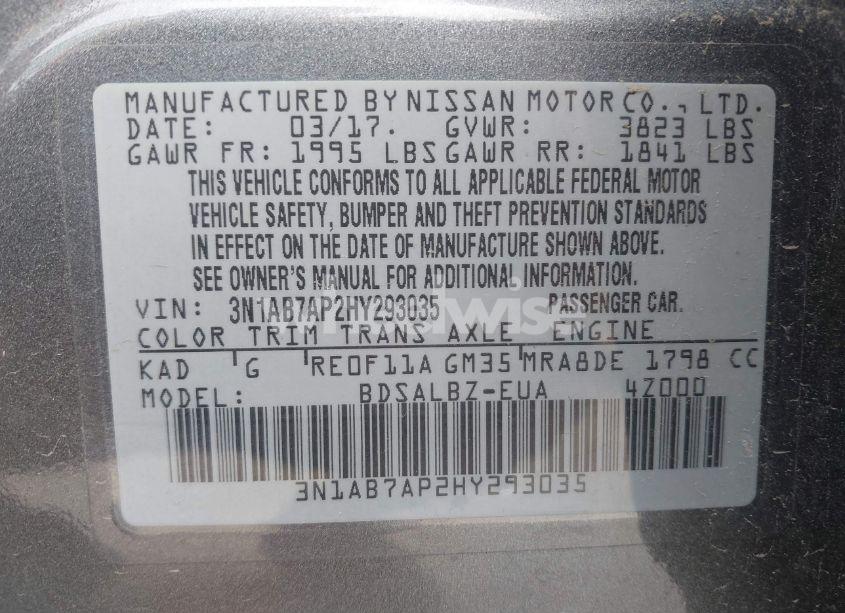 MANUFACTURED BY NISSAN MOTOR CO., LTD.
DATE: 03/17. GVWR: 3823 LBS
GAWR FR: 1995 LBS GAWR RR: 1841 LBS
THIS VEHICLE CONFORMS TO ALL APPLICABLE FEDERAL MOTOR
VEHICLE SAFETY, BUMPER AND THEFT PREVENTION STANDARDS
IN EFFECT ON THE DATE OF MANUFACTURE SHOWN ABOVE.
SEE OWNER'S MANUAL FOR ADDITIONAL INFORMATION.
VIN: 3N1AB7AP2HY293035 PASSENGER CAR.
COLOR TRIM TRANS AXLE ENGINE
KAD G RE0F11A GM35 MRA8DE 1798 CC
MODEL: BDSALBZ-EUA 4Z000
3N1AB7AP2HY293035